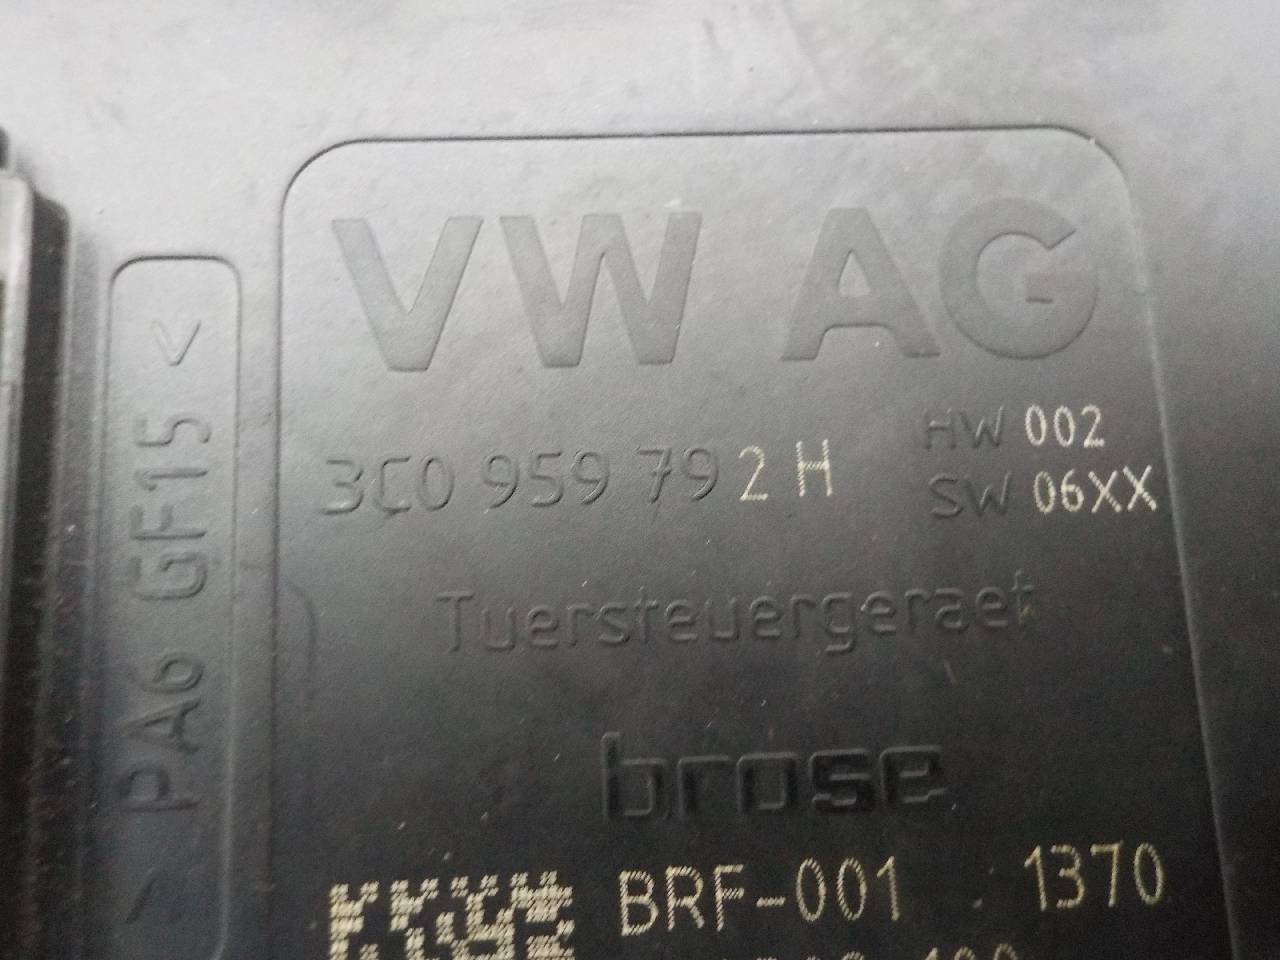 VW AG
3C0 959 792 H
HW 002
SW 06XX
Tuersteuergeraet
brose
BRF-001 1370
> PA6 GF15 <